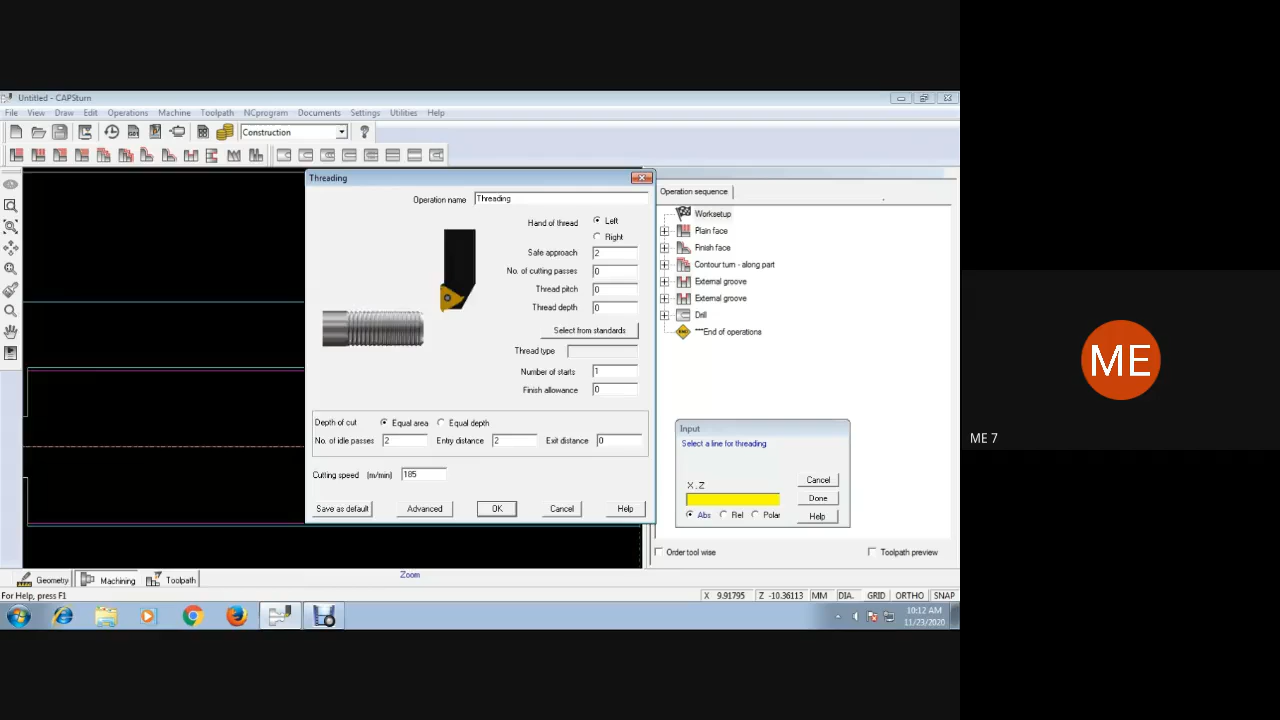 Untitled - CAPSturn
File View Draw Edit Operations Machine Toolpath NCprogram Documents Settings Utilities Help
Construction
Threading
Operation name Threading
Hand of thread Left
Right
Safe approach 2
No. of cutting passes 0
Thread pitch 0
Thread depth 0
Select from standards
Thread type
Number of starts 1
Finish allowance 0
Depth of cut Equal area Equal depth
No. of idle passes 2 Entry distance 2 Exit distance 0
Cutting speed (m/min) 185
Save as default Advanced OK Cancel Help
Operation sequence
Worksetup
Plain face
Finish face
Contour turn - along part
External groove
External groove
Drill
***End of operations
Input
Select a line for threading
X.Z
Cancel
Done
Abs Rel Polar Help
Order tool wise Toolpath preview
Geometry Machining Toolpath
Zoom
For Help, press F1
X 9.91795 Z -10.36113 MM DIA. GRID ORTHO SNAP
10:12 AM
11/23/2020
ME
ME 7